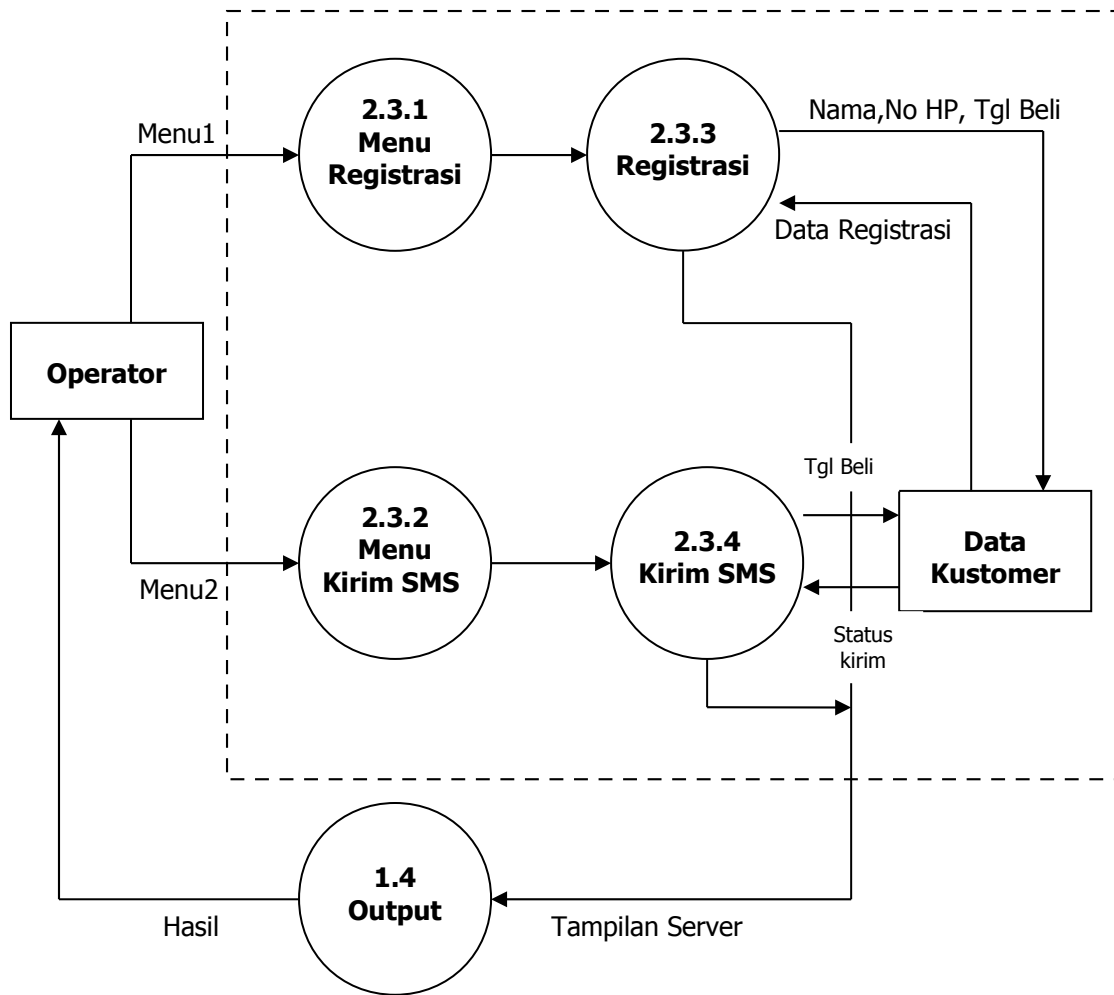 2.3.1
Menu
Registrasi
2.3.3
Registrasi
Nama,No HP, Tgl Beli
Menu1
Data Registrasi
Operator
Tgl Beli
2.3.2
Menu
Kirim SMS
2.3.4
Kirim SMS
Data
Kustomer
Menu2
Status
kirim
1.4
Output
Hasil
Tampilan Server